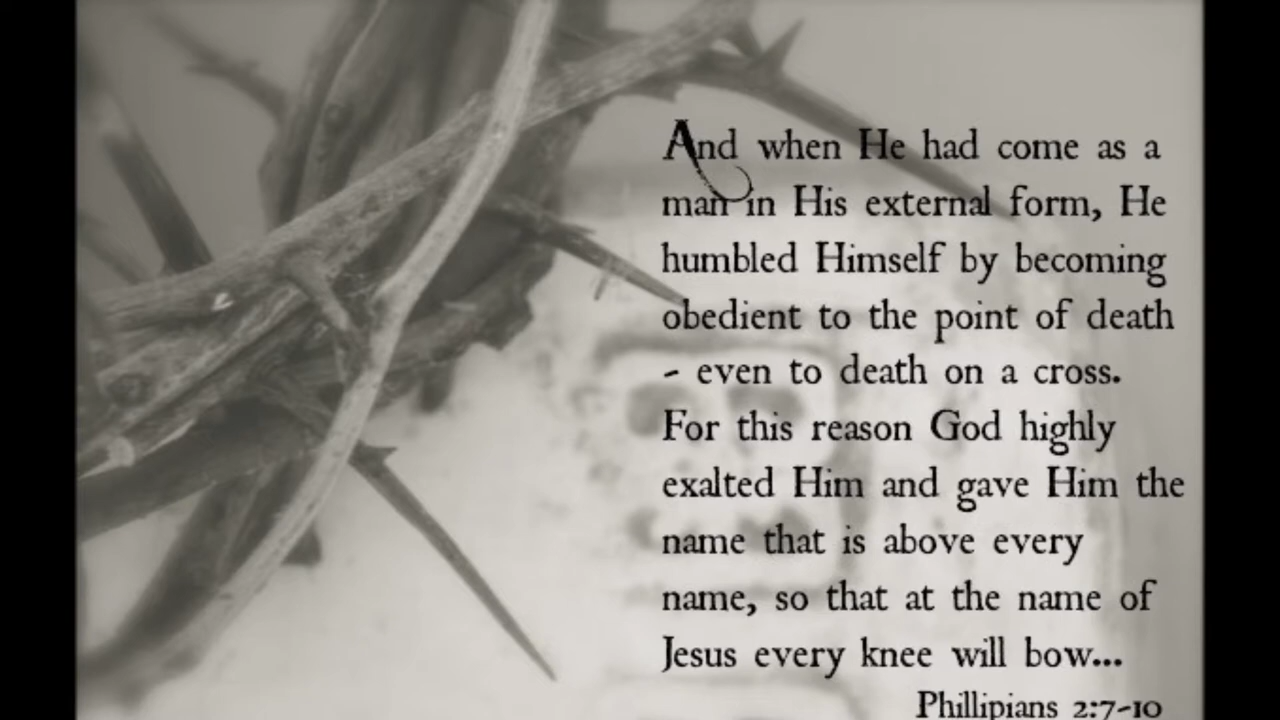 And when He had come as a
man in His external form, He
humbled Himself by becoming
obedient to the point of death
- even to death on a cross.
For this reason God highly
exalted Him and gave Him the
name that is above every
name, so that at the name of
Jesus every knee will bow...
Phillipians 2:7-10